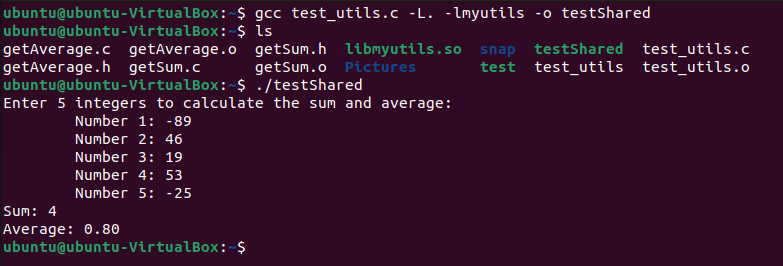 ubuntu@ubuntu-VirtualBox:~$ gcc test_utils.c -L. -lmyutils -o testShared
ubuntu@ubuntu-VirtualBox:~$ ls
getAverage.c  getAverage.o  getSum.h  libmyutils.so  snap  testShared  test_utils.c
getAverage.h  getSum.c      getSum.o  Pictures       test  test_utils  test_utils.o
ubuntu@ubuntu-VirtualBox:~$ ./testShared
Enter 5 integers to calculate the sum and average:
        Number 1: -89
        Number 2: 46
        Number 3: 19
        Number 4: 53
        Number 5: -25
Sum: 4
Average: 0.80
ubuntu@ubuntu-VirtualBox:~$